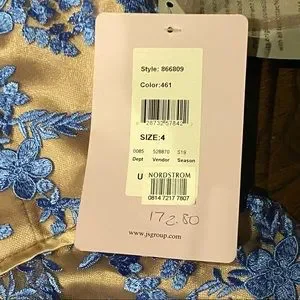 Style: 866809
Color:461
SIZE:4
0085 528870 S19
Dept Vendor Season
U NORDSTROM
0814 7217 7807
172.80
www.jsgroup.com